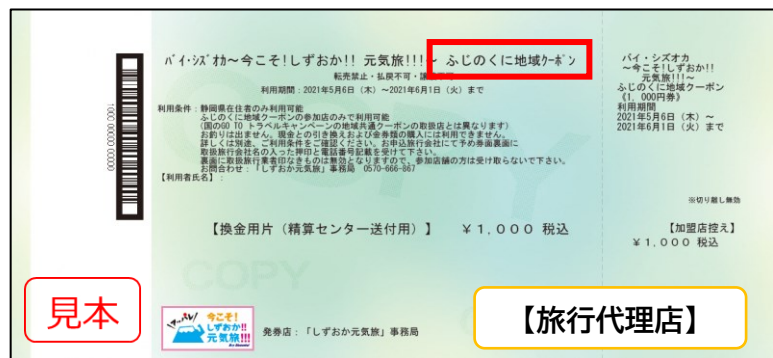 バイ・シズオカ～今こそ!しずおか!! 元気旅!!!～ ふじのくに地域クーポン
転売禁止・払戻不可・譲
利用期間：2021年5月6日（木）～2021年6月1日（火）まで
利用条件：静岡県在住者のみ利用可能
ふじのくに地域クーポンの参加店のみで利用可能
（国のGO TO トラベルキャンペーンの地域共通クーポンの取扱店とは異なります）
お釣りは出ません。現金との引き換えおよび金券類の購入には利用できません。
詳しくは別途、ご利用条件をご確認ください。お申込旅行会社にて予め券面裏面に
取扱旅行会社名の入った押印と電話番号記載を受けて下さい。
裏面に取扱旅行業者印なきものは無効となりますので、参加店舗の方は受け取らないで下さい。
お問合わせ：「しずおか元気旅」事務局 0570-666-867
【利用者氏名】：
【換金用片（精算センター送付用）】 ￥1,000 税込
COPY
COPY
見本
今こそ!
しずおか!!
元気旅!!!
発券店：「しずおか元気旅」事務局
バイ・シズオカ
～今こそ!しずおか!!
元気旅!!!～
ふじのくに地域クーポン
《1,000円券》
利用期間
2021年5月6日（木）～
2021年6月1日（火）まで
※切り離し無効
【加盟店控え】
￥1,000 税込
【旅行代理店】